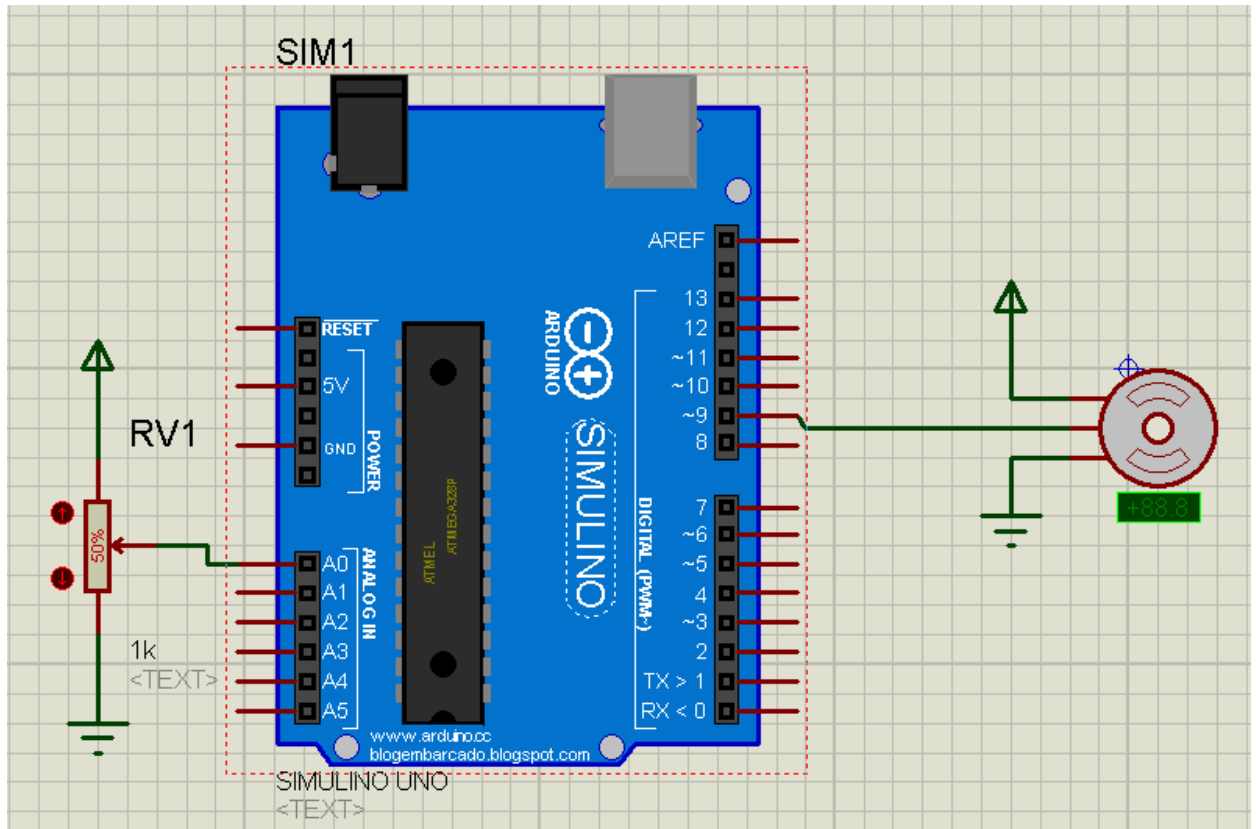 SIM1
AREF
13
12
~11
~10
~9
8
RESET
5V
GND
POWER
ARDUINO
SIMULINO
RV1
50%
1k
<TEXT>
A0
A1
A2
A3
A4
A5
ANALOG IN
ATMEL
ATMEGA328P
DIGITAL (PWM~)
7
~6
~5
4
~3
2
TX > 1
RX < 0
+88.8
www.arduino.cc
blogembarcado.blogspot.com
SIMULINO UNO
<TEXT>